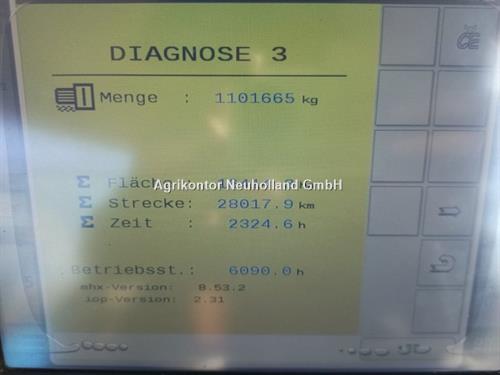 DIAGNOSE 3
Menge : 1101665 kg
Agrikontor Neuholland GmbH
Σ Strecke: 28017.9 km
Σ Zeit : 2324.6 h
Betriebsst.: 6090.0 h
mhx-Version: 8.53.2
iop-Version: 2.31
CE